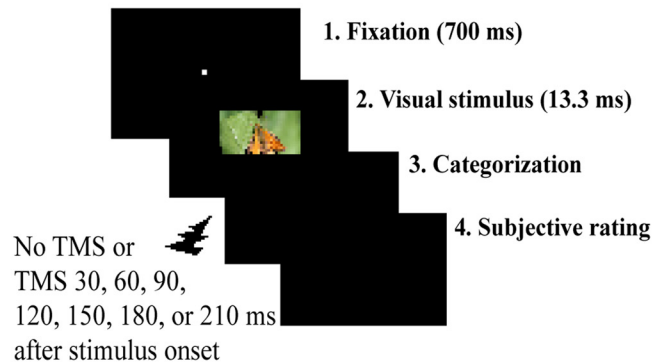 1. Fixation (700 ms)
2. Visual stimulus (13.3 ms)
3. Categorization
4. Subjective rating
No TMS or
TMS 30, 60, 90,
120, 150, 180, or 210 ms
after stimulus onset